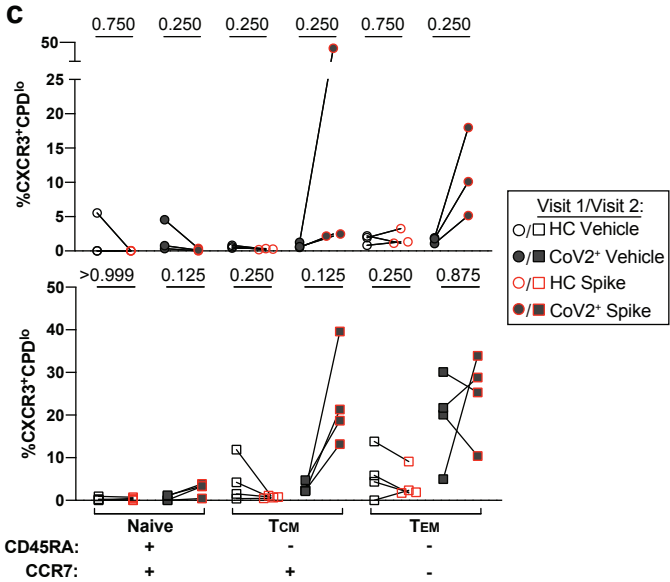 c
0.750 0.250 0.250 0.250 0.750 0.250
50
25
20
15
10
5
0
%CXCR3⁺CPDˡᵒ
Visit 1/Visit 2:
○/□ HC Vehicle
●/■ CoV2⁺ Vehicle
○/□ HC Spike
●/■ CoV2⁺ Spike
>0.999 0.125 0.250 0.125 0.250 0.875
50
40
30
20
10
0
%CXCR3⁺CPDˡᵒ
Naive TCM TEM
CD45RA: + - -
CCR7: + + -